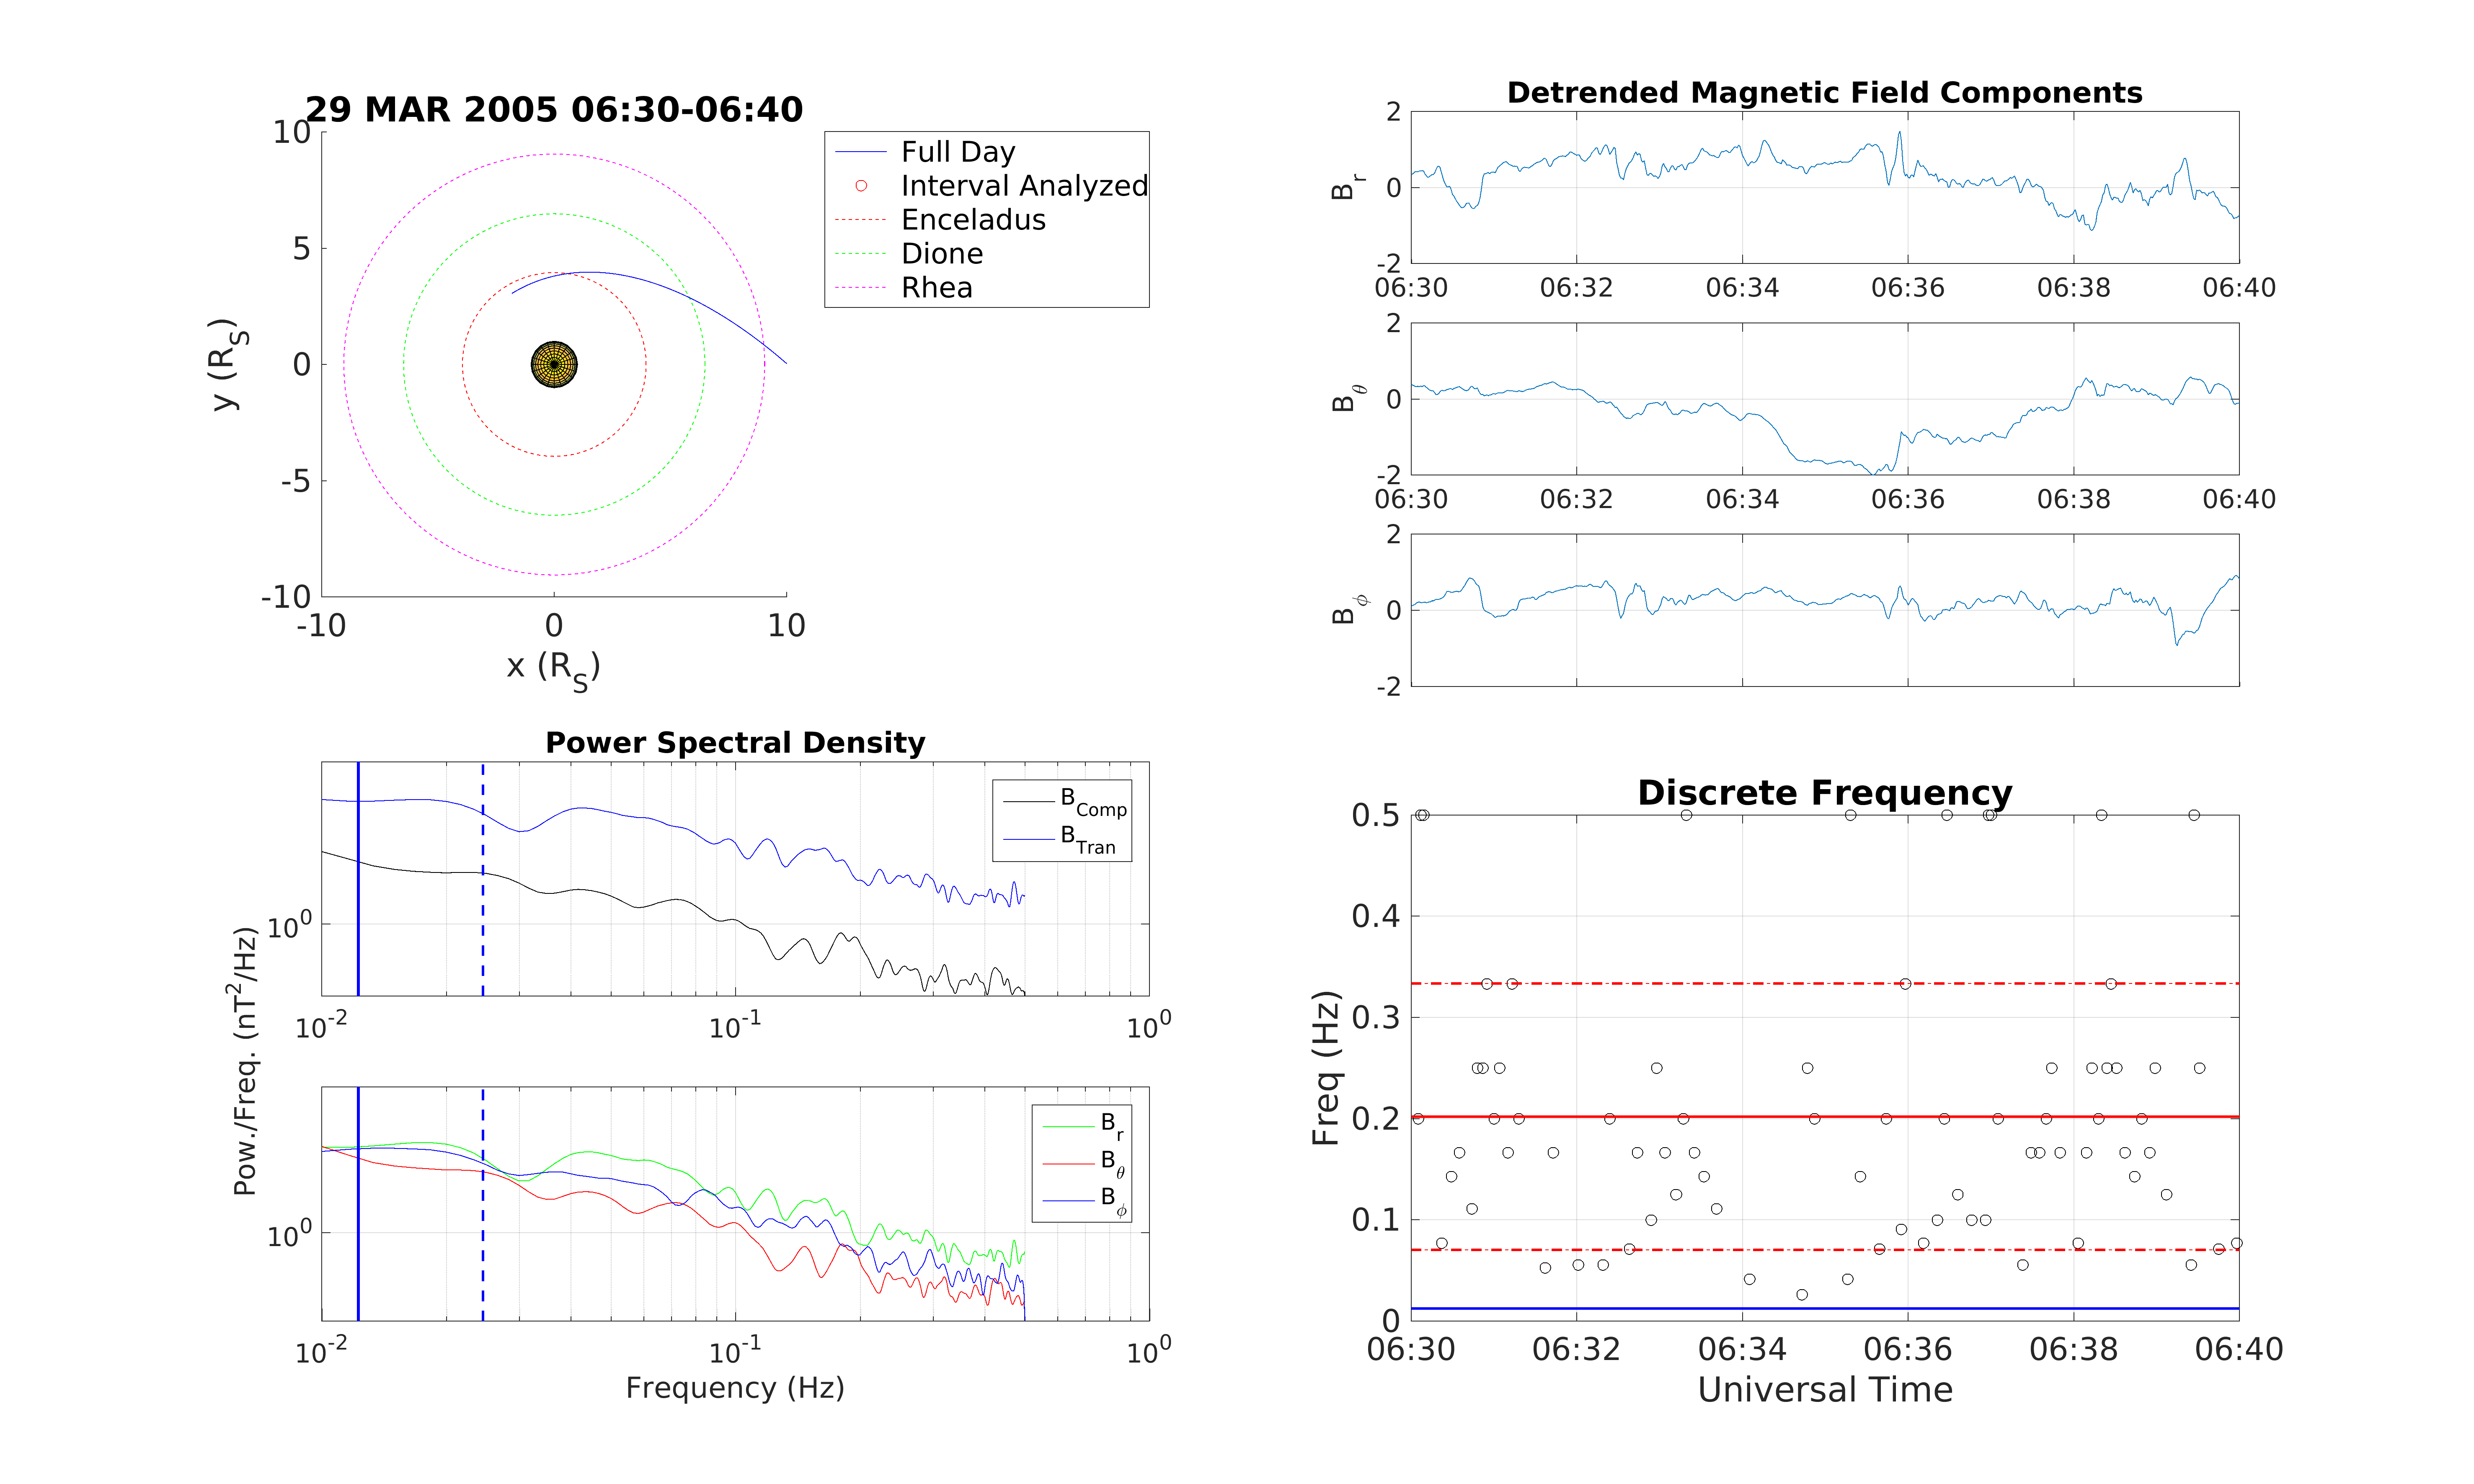 29 MAR 2005 06:30-06:40
10
5
0
-5
-10
-10 0 10
y (R_S)
x (R_S)
Full Day
Interval Analyzed
Enceladus
Dione
Rhea
Detrended Magnetic Field Components
2
0
-2
B_r
06:30 06:32 06:34 06:36 06:38 06:40
2
0
-2
B_θ
06:30 06:32 06:34 06:36 06:38 06:40
2
0
-2
B_ϕ
Power Spectral Density
B_Comp
B_Tran
10^0
10^-2 10^-1 10^0
Pow./Freq. (nT^2/Hz)
B_r
B_θ
B_ϕ
10^0
10^-2 10^-1 10^0
Frequency (Hz)
Discrete Frequency
0.5
0.4
0.3
0.2
0.1
0
Freq (Hz)
06:30 06:32 06:34 06:36 06:38 06:40
Universal Time